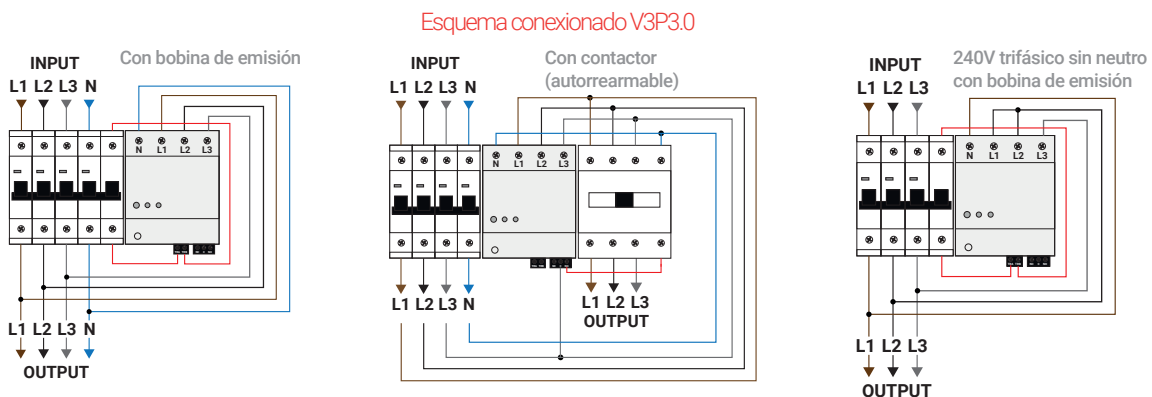 Esquema conexionado V3P3.0
INPUT
Con bobina de emisión
L1 L2 L3 N
N L1 L2 L3
L1 L2 L3 N
OUTPUT
INPUT
Con contactor
(autorrearmable)
L1 L2 L3 N
N L1 L2 L3
L1 L2 L3 N
L1 L2 L3
OUTPUT
INPUT
240V trifásico sin neutro
con bobina de emisión
L1 L2 L3
N L1 L2 L3
L1 L2 L3
OUTPUT